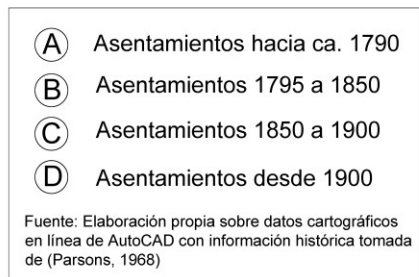 A Asentamientos hacia ca. 1790
B Asentamientos 1795 a 1850
C Asentamientos 1850 a 1900
D Asentamientos desde 1900
Fuente: Elaboración propia sobre datos cartográficos
en línea de AutoCAD con información histórica tomada
de (Parsons, 1968)